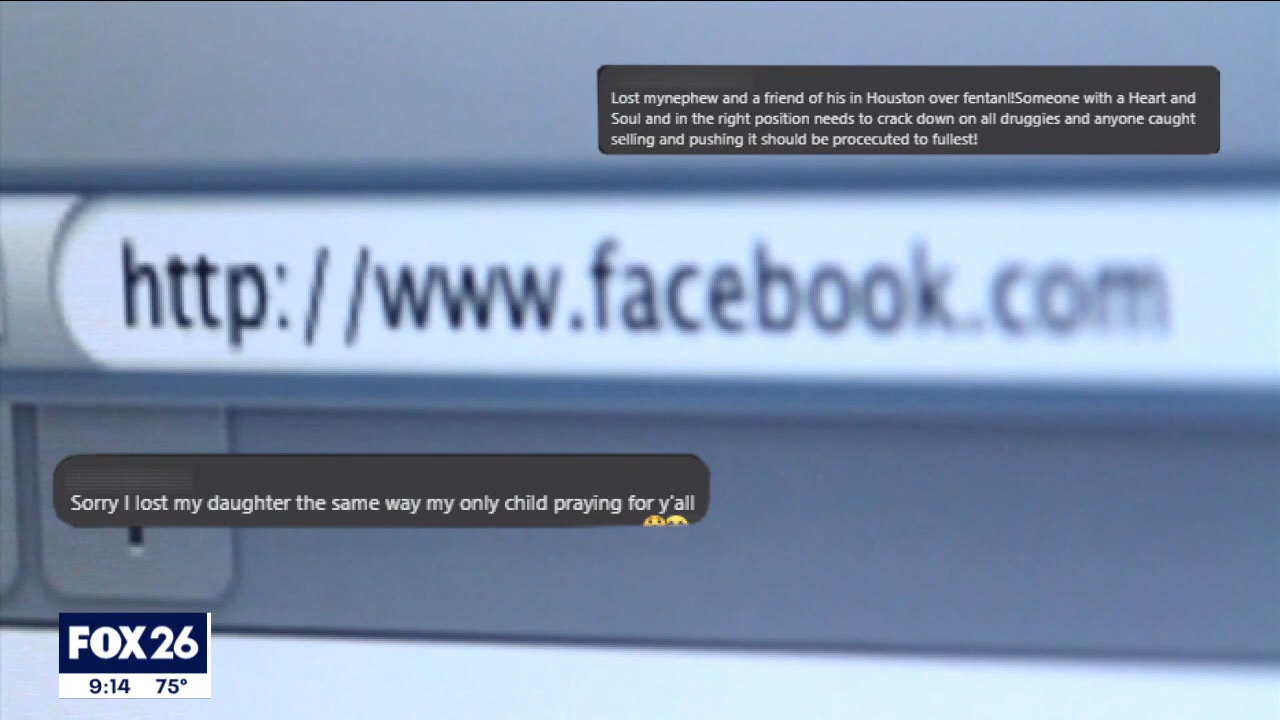 Lost mynephew and a friend of his in Houston over fentanl!Someone with a Heart and
Soul and in the right position needs to crack down on all druggies and anyone caught
selling and pushing it should be procecuted to fullest!
http://www.facebook.com
Sorry I lost my daughter the same way my only child praying for y'all
FOX 26
9:14 75°